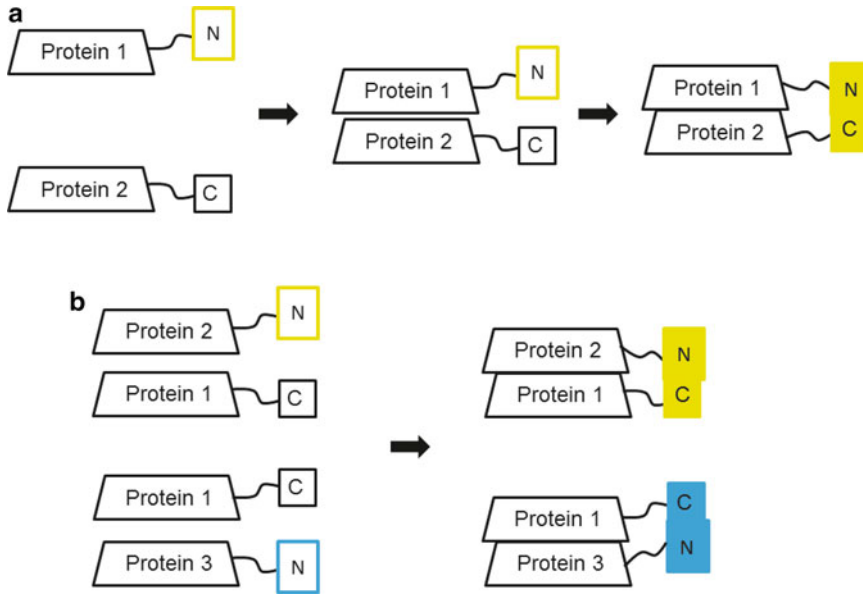 a
Protein 1 N
Protein 2 C
Protein 1 N
Protein 2 C
Protein 1 N
Protein 2 C
b
Protein 2 N
Protein 1 C
Protein 1 C
Protein 3 N
Protein 2 N
Protein 1 C
Protein 1 C
Protein 3 N